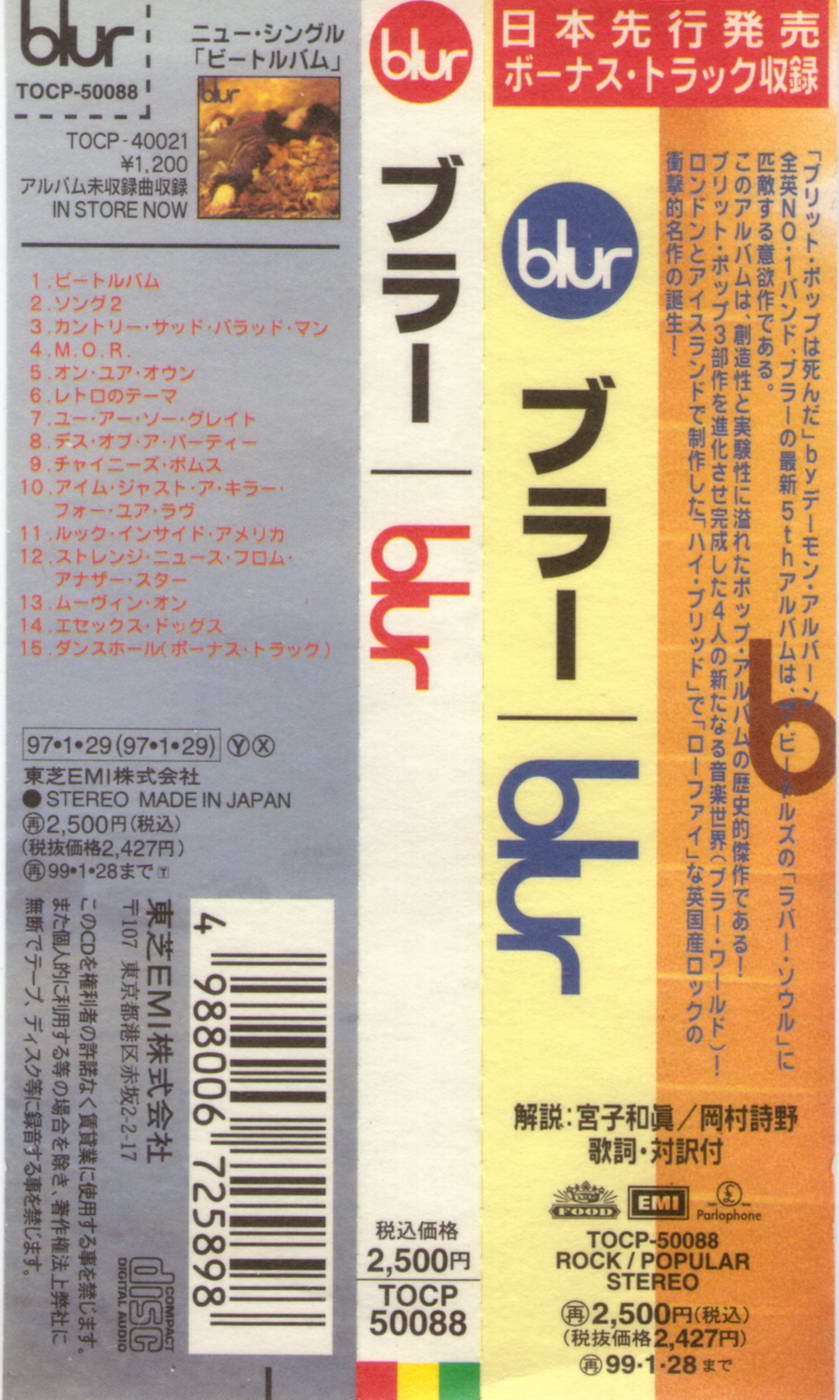 blur
TOCP-50088
ニュー・シングル
「ビートルバム」
blur
TOCP-40021
¥1,200
アルバム未収録曲収録
IN STORE NOW
1.ビートルバム
2.ソング2
3.カントリー・サッド・バラッド・マン
4.M.O.R.
5.オン・ユア・オウン
6.レトロのテーマ
7.ユー・アー・ソー・グレイト
8.デス・オブ・ア・パーティー
9.チャイニーズ・ボムス
10.アイム・ジャスト・ア・キラー・
フォー・ユア・ラヴ
11.ルック・インサイド・アメリカ
12.ストレンジ・ニュース・フロム・
アナザー・スター
13.ムーヴィン・オン
14.エセックス・ドッグス
15.ダンスホール(ボーナス・トラック)
97•1•29(97•1•29) Ⓨ Ⓧ
東芝EMI株式会社
● STEREO MADE IN JAPAN
㊢2,500円(税込)
(税抜価格2,427円)
再99•1•28まで Y
4 988006 725898
東芝EMI株式会社
〒107 東京都港区赤坂2-2-17
COMPACT
disc
DIGITAL AUDIO
このCDを権利者の許諾なく賃貸業に使用する事を禁じます。
また個人的に利用する等の場合を除き、著作権法上弊社に
無断でテープ、ディスク等に録音する事を禁じます。
blur
ブラー
blur
税込価格
2,500円
TOCP
50088
日本先行発売
ボーナス・トラック収録
blur
ブラー
blur
「ブリット・ポップは死んだ」byデーモン・アルバーン
全英NO・1バンド、ブラーの最新5thアルバムは、ザ・ビートルズの「ラバー・ソウル」に
匹敵する意欲作である。
このアルバムは、創造性と実験性に溢れたポップ・アルバムの歴史的傑作である！
ブリット・ポップ3部作を進化させ完成した4人の新たなる音楽世界（ブラー・ワールド）！
ロンドンとアイスランドで制作した「ハイ・ブリッド」で「ローファイ」な英国産ロックの
衝撃的名作の誕生！
b
解説:宮子和眞／岡村詩野
歌詞・対訳付
FOOD
EMI
Parlophone
TOCP-50088
ROCK / POPULAR
STEREO
再2,500円(税込)
(税抜価格2,427円)
再99•1•28まで